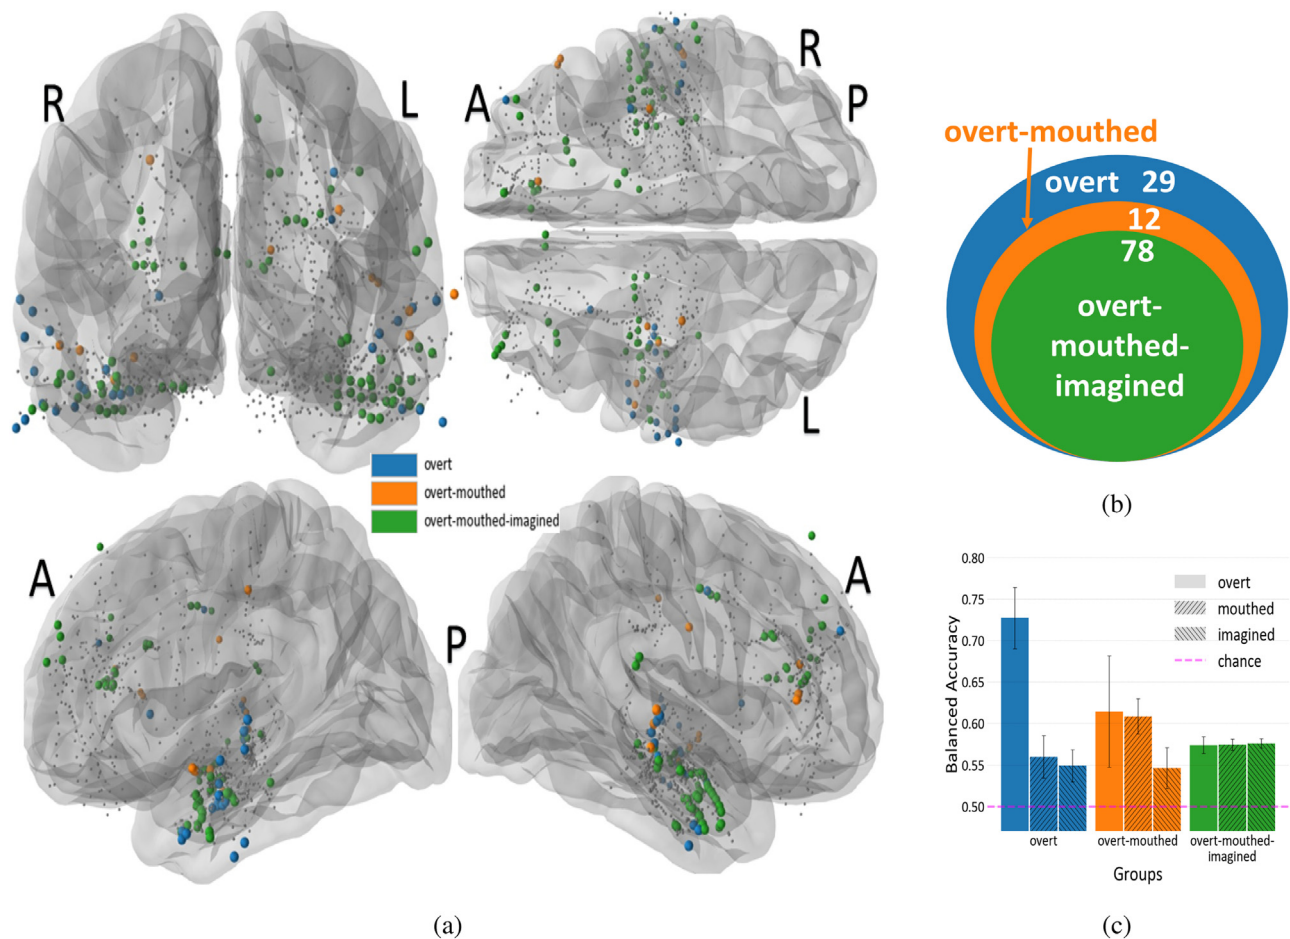 R
L
A
R
P
L
overt
overt-mouthed
overt-mouthed-imagined
A
P
A
(a)
overt-mouthed
overt 29
12
78
overt-
mouthed-
imagined
(b)
0.80
0.75
0.70
0.65
0.60
0.55
0.50
Balanced Accuracy
overt
mouthed
imagined
chance
overt
overt-mouthed
overt-mouthed-
imagined
Groups
(c)